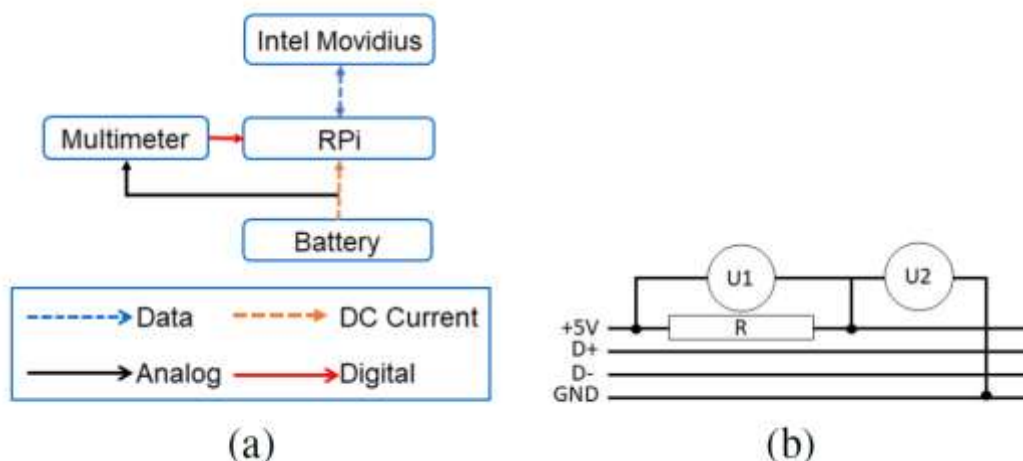 Intel Movidius
Multimeter
RPi
Battery
Data
DC Current
Analog
Digital
(a)
U1
U2
+5V
R
D+
D-
GND
(b)